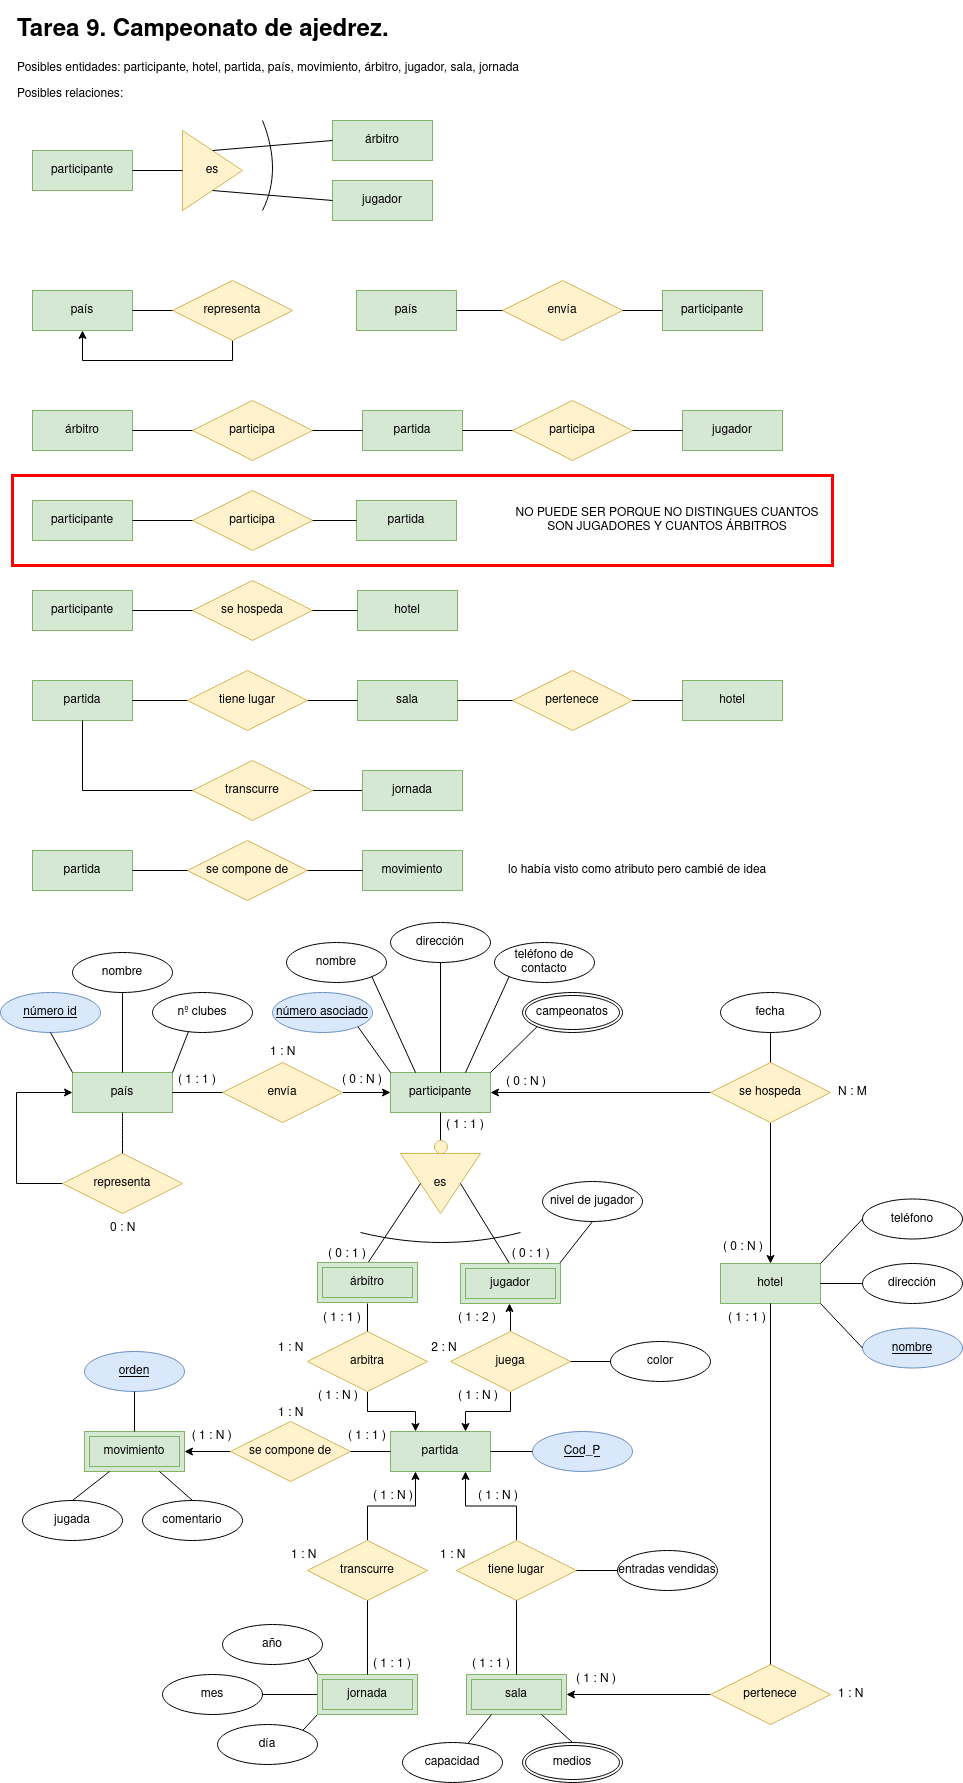 Tarea 9. Campeonato de ajedrez.
Posibles entidades: participante, hotel, partida, país, movimiento, árbitro, jugador, sala, jornada
Posibles relaciones:
participante
es
árbitro
jugador
país
representa
país
envía
participante
árbitro
participa
partida
participa
jugador
participante
participa
partida
NO PUEDE SER PORQUE NO DISTINGUES CUANTOS
SON JUGADORES Y CUANTOS ÁRBITROS
participante
se hospeda
hotel
partida
tiene lugar
sala
pertenece
hotel
transcurre
jornada
partida
se compone de
movimiento
lo había visto como atributo pero cambié de idea
número id
nombre
nº clubes
nombre
dirección
teléfono de
contacto
número asociado
campeonatos
fecha
país
( 1 : 1 )
1 : N
envía
( 0 : N )
participante
( 0 : N )
se hospeda
N : M
( 1 : 1 )
representa
0 : N
es
nivel de jugador
teléfono
( 0 : 1 )
( 0 : 1 )
( 0 : N )
árbitro
jugador
hotel
dirección
( 1 : 1 )
( 1 : 2 )
( 1 : 1 )
1 : N
arbitra
2 : N
juega
color
nombre
orden
( 1 : N )
( 1 : N )
1 : N
movimiento
( 1 : N )
se compone de
( 1 : 1 )
partida
Cod_P
jugada
comentario
( 1 : N )
( 1 : N )
1 : N
transcurre
1 : N
tiene lugar
entradas vendidas
año
mes
día
( 1 : 1 )
jornada
( 1 : 1 )
sala
( 1 : N )
pertenece
1 : N
capacidad
medios